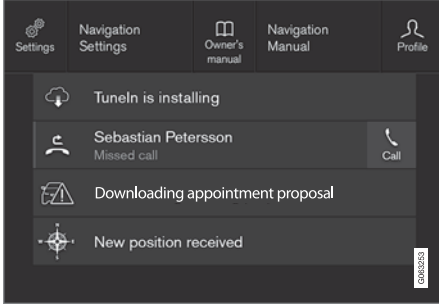 Settings
Navigation
Settings
Owner's
manual
Navigation
Manual
Profile
TuneIn is installing
Sebastian Petersson
Missed call
Call
Downloading appointment proposal
New position received
G063253